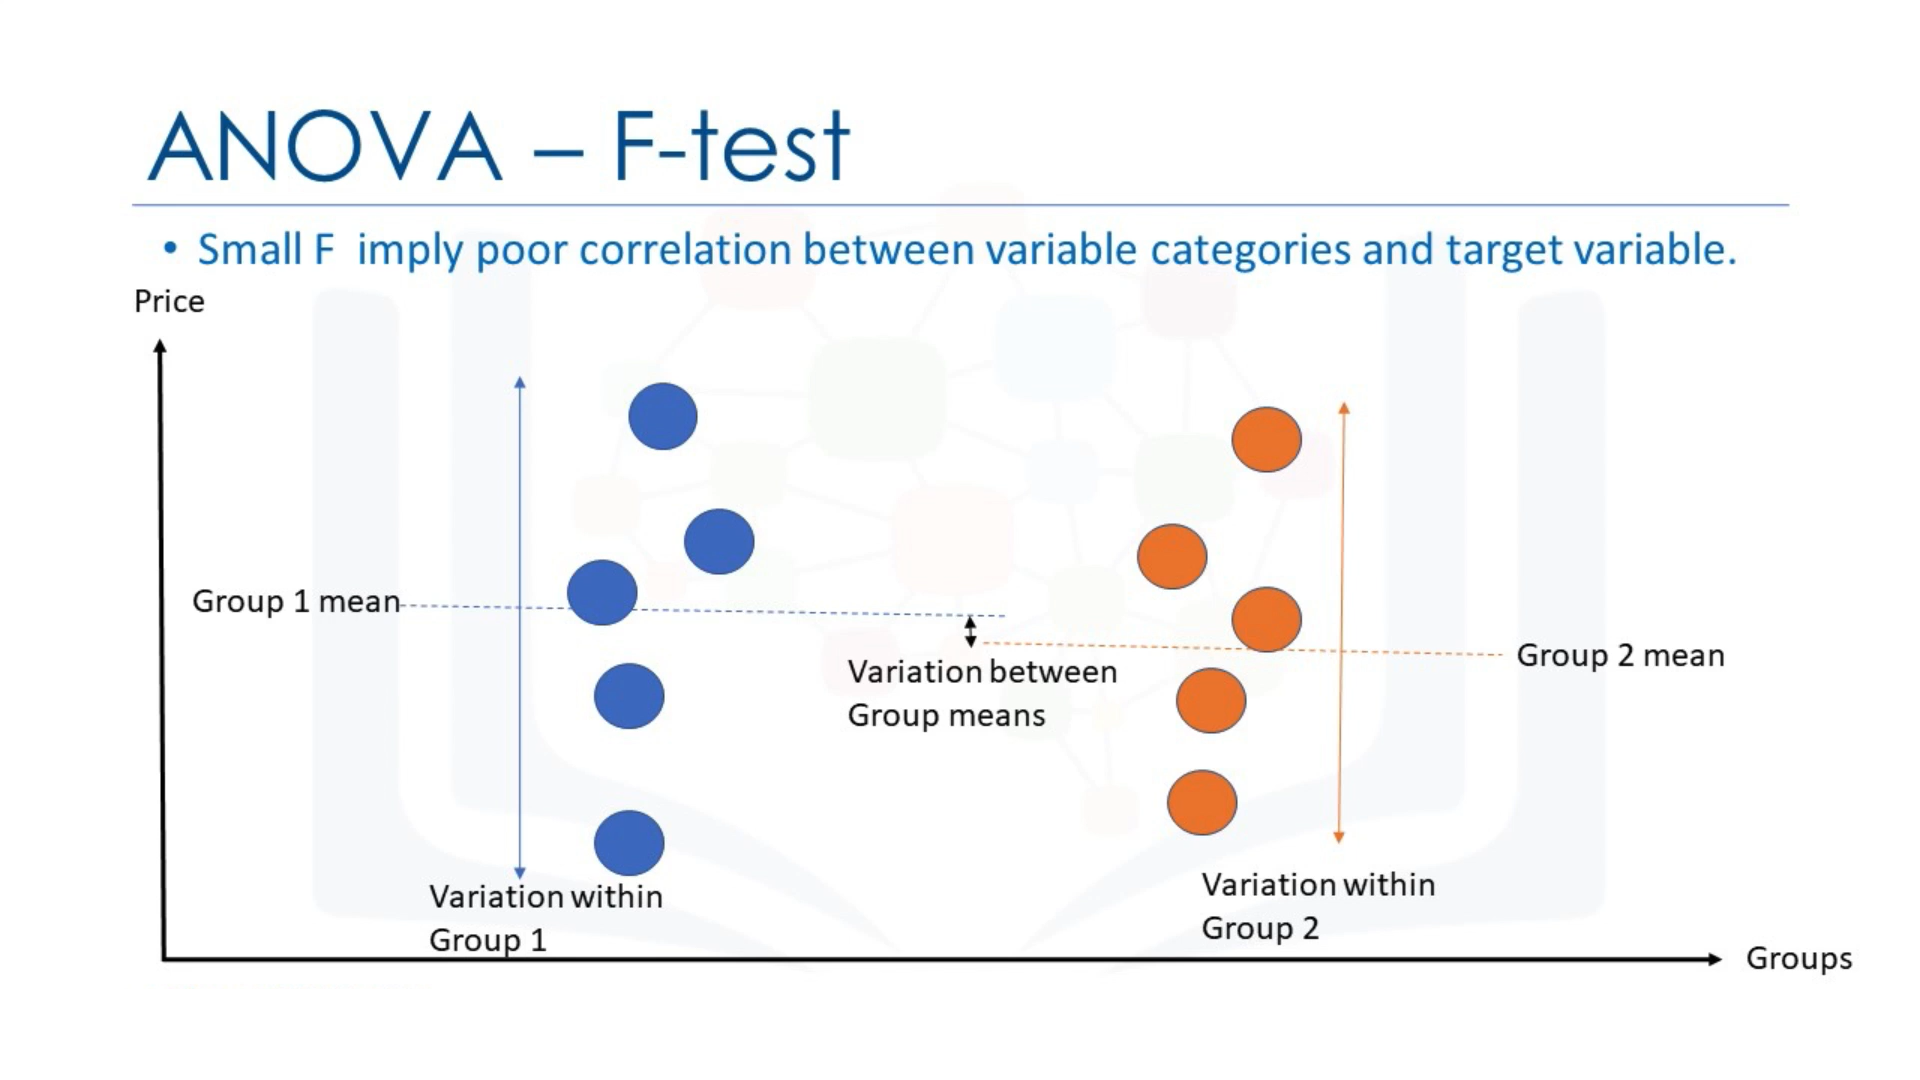 ANOVA – F-test
• Small F  imply poor correlation between variable categories and target variable.
Price
Group 1 mean
Variation between
Group means
Group 2 mean
Variation within
Group 1
Variation within
Group 2
Groups